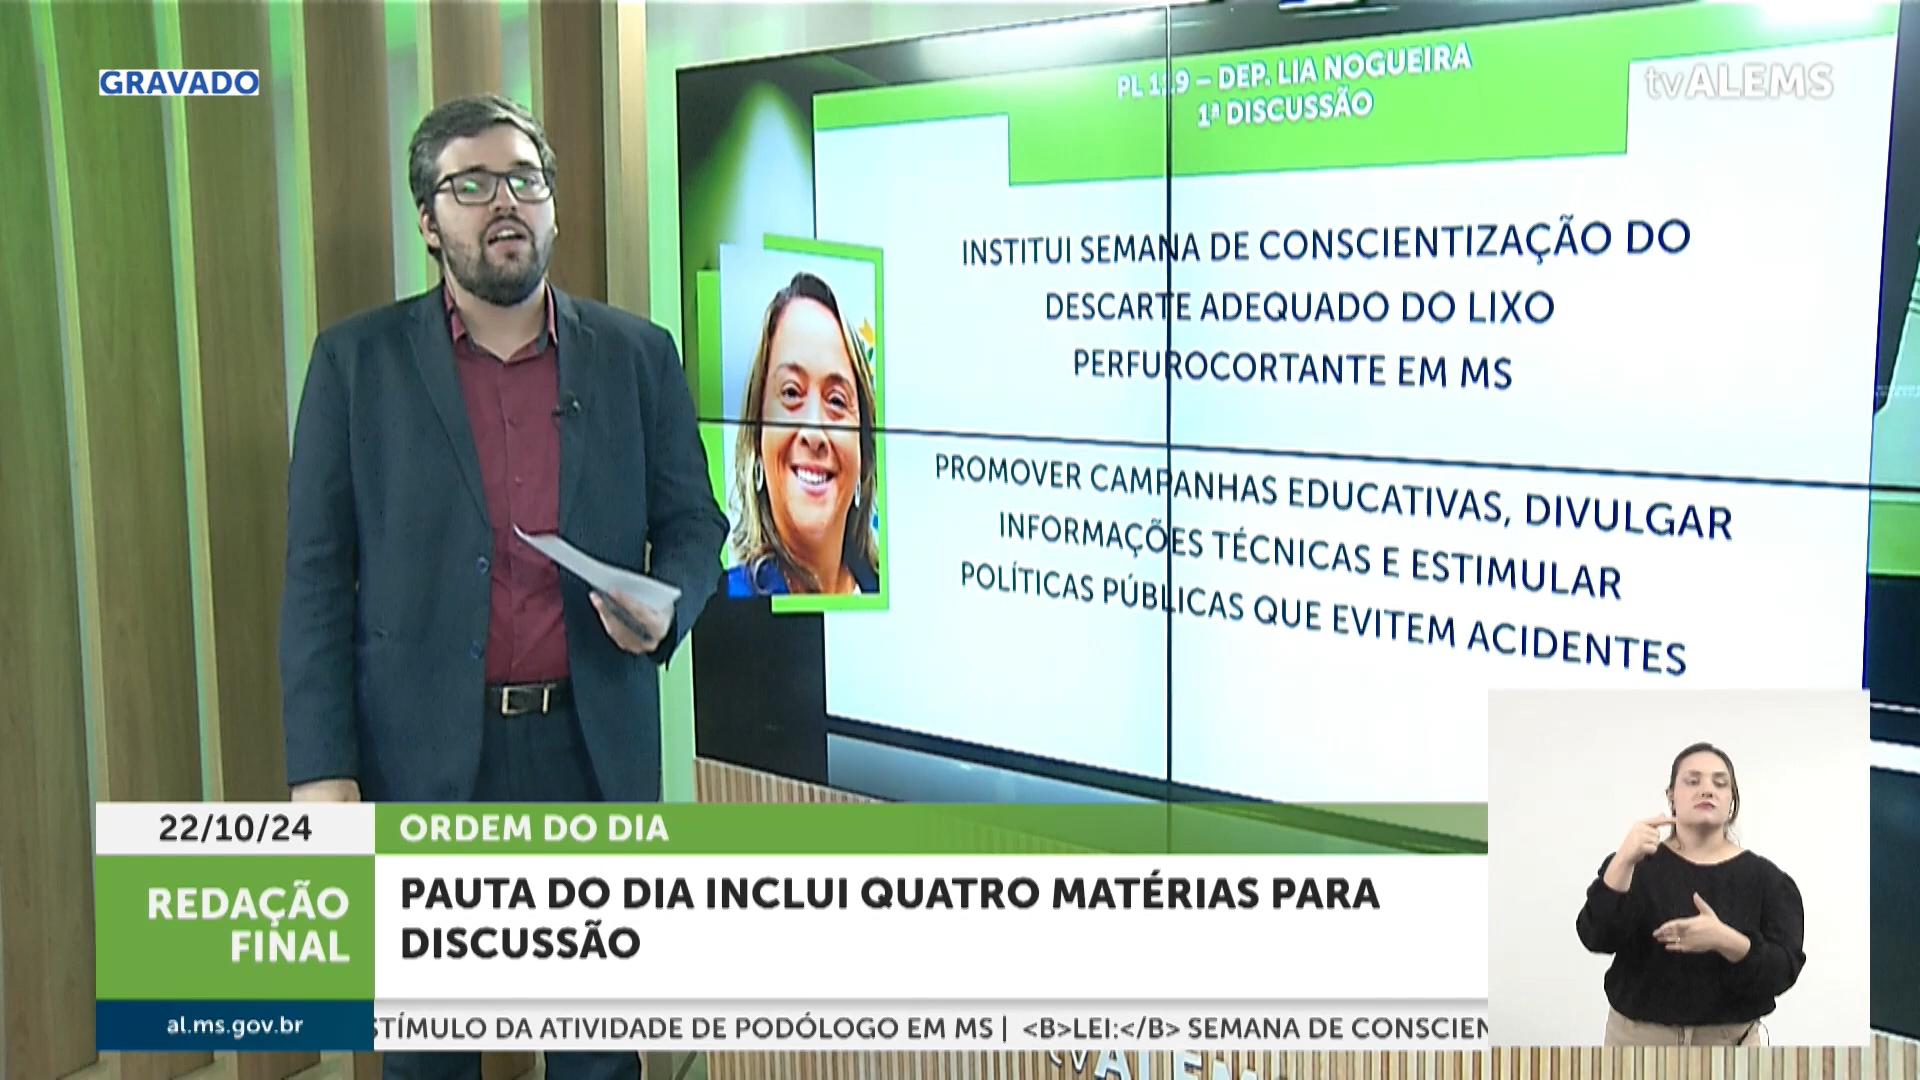 GRAVADO
tvALEMS
DEP. LIA NOGUEIRA
1ª DISCUSSÃO
INSTITUI SEMANA DE CONSCIENTIZAÇÃO DO
DESCARTE ADEQUADO DO LIXO
PERFUROCORTANTE EM MS
PROMOVER CAMPANHAS EDUCATIVAS, DIVULGAR
INFORMAÇÕES TÉCNICAS E ESTIMULAR
POLÍTICAS PÚBLICAS QUE EVITEM ACIDENTES
22/10/24
ORDEM DO DIA
REDAÇÃO
FINAL
PAUTA DO DIA INCLUI QUATRO MATÉRIAS PARA
DISCUSSÃO
al.ms.gov.br
STÍMULO DA ATIVIDADE DE PODÓLOGO EM MS | <B>LEI:</B> SEMANA DE CONSCIEN